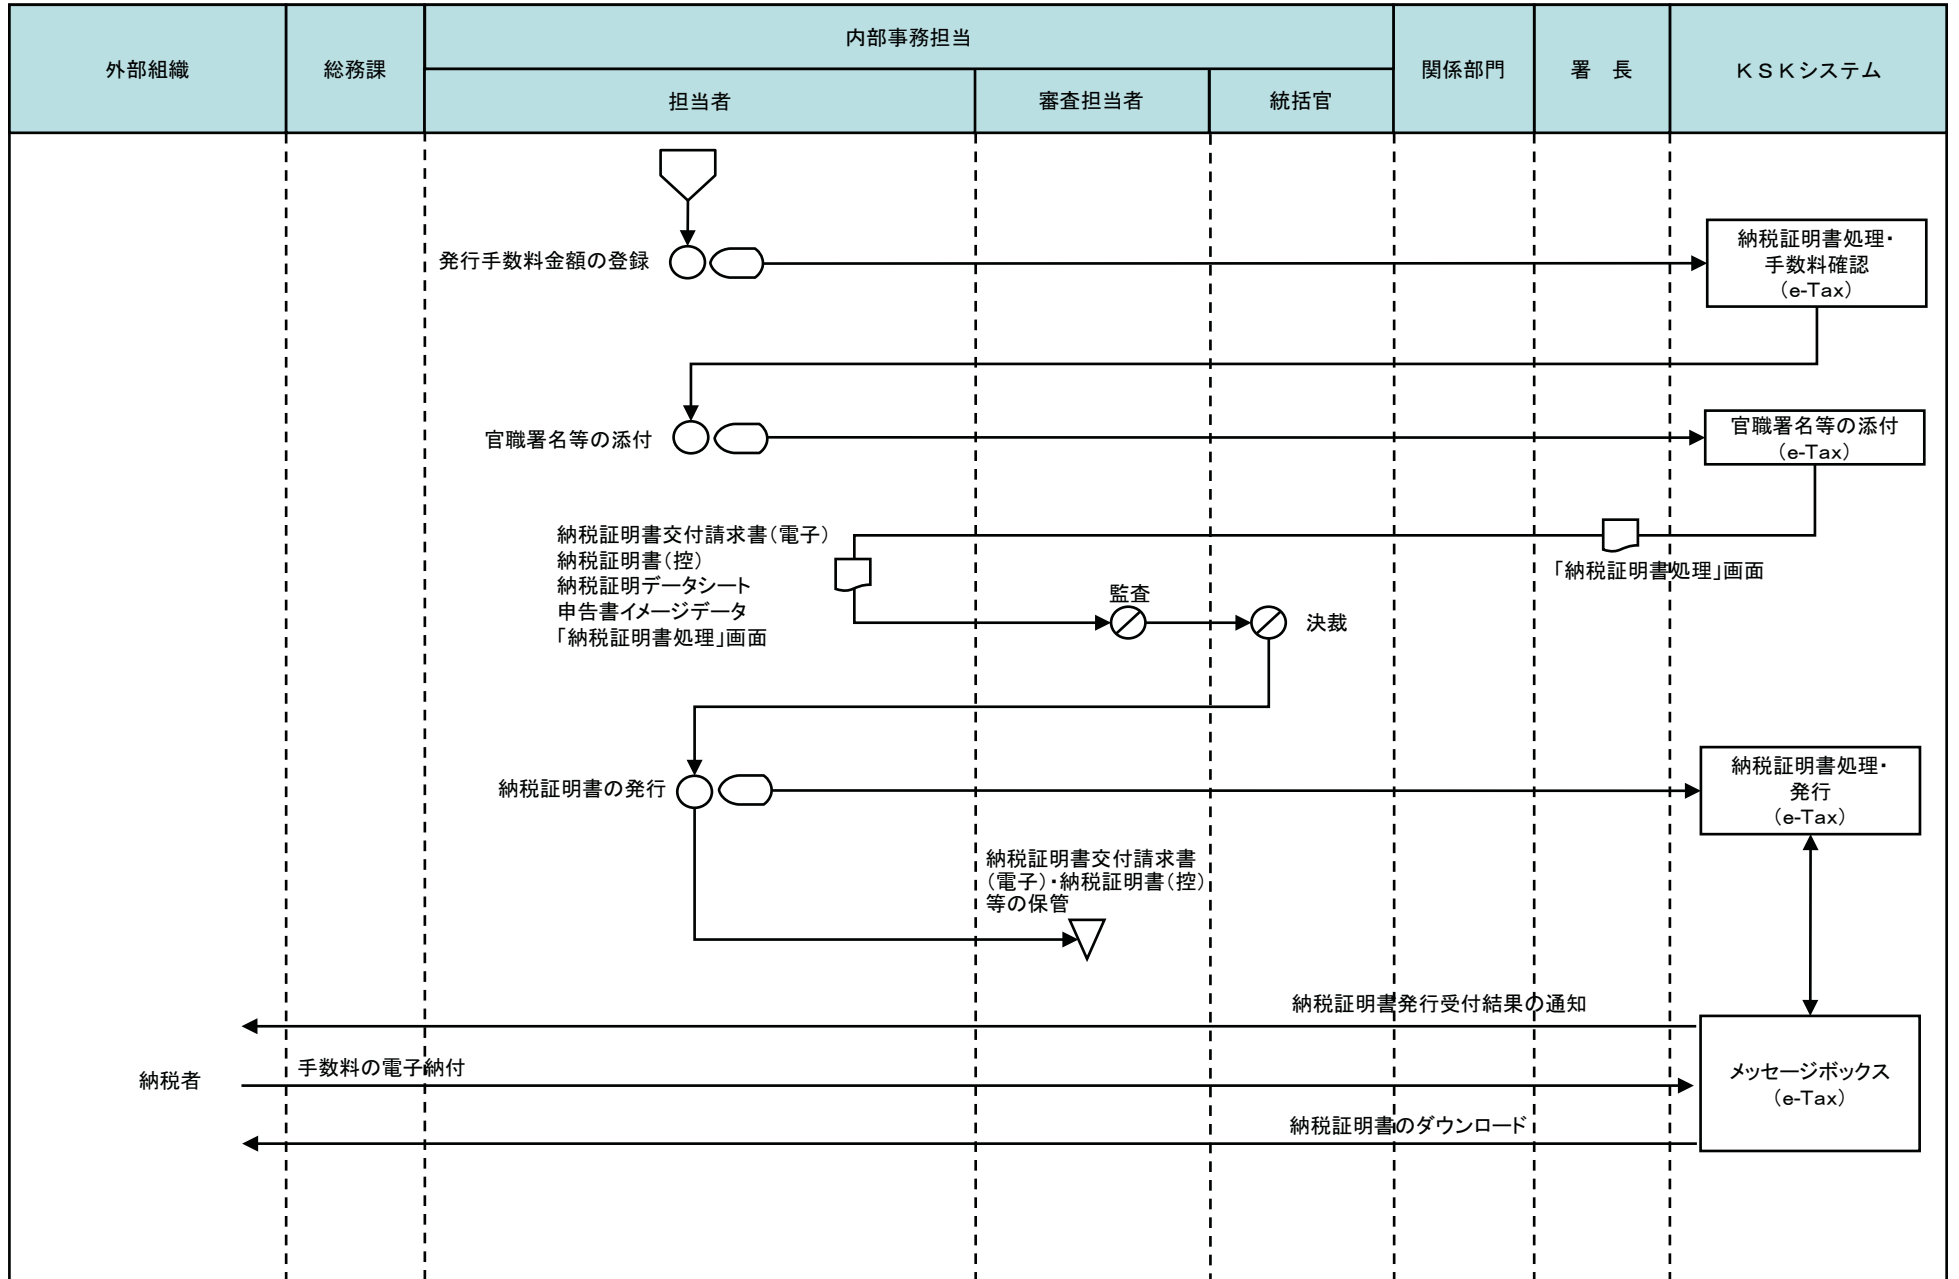 外部組織
総務課
内部事務担当
担当者
審査担当者
統括官
関係部門
署　長
ＫＳＫシステム
発行手数料金額の登録
納税証明書処理・
手数料確認
（e-Tax）
官職署名等の添付
官職署名等の添付
（e-Tax）
納税証明書交付請求書（電子）
納税証明書（控）
納税証明データシート
申告書イメージデータ
「納税証明書処理」画面
「納税証明書処理」画面
監査
決裁
納税証明書の発行
納税証明書処理・
発行
（e-Tax）
納税証明書交付請求書
（電子）・納税証明書（控）
等の保管
納税証明書発行受付結果の通知
手数料の電子納付
納税者
メッセージボックス
（e-Tax）
納税証明書のダウンロード